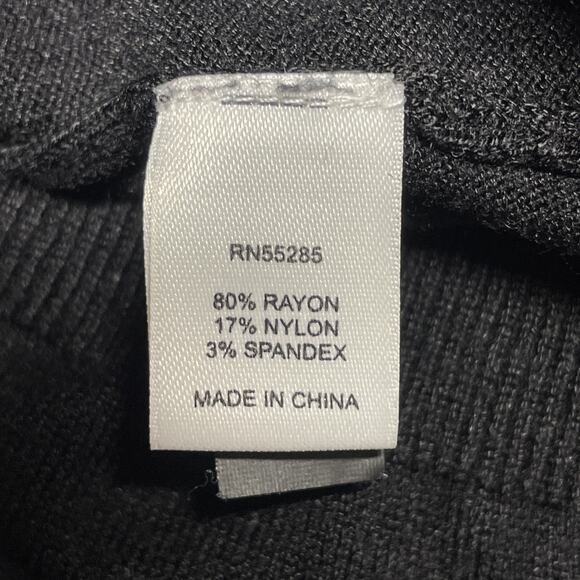 RN55285
80% RAYON
17% NYLON
3% SPANDEX
MADE IN CHINA